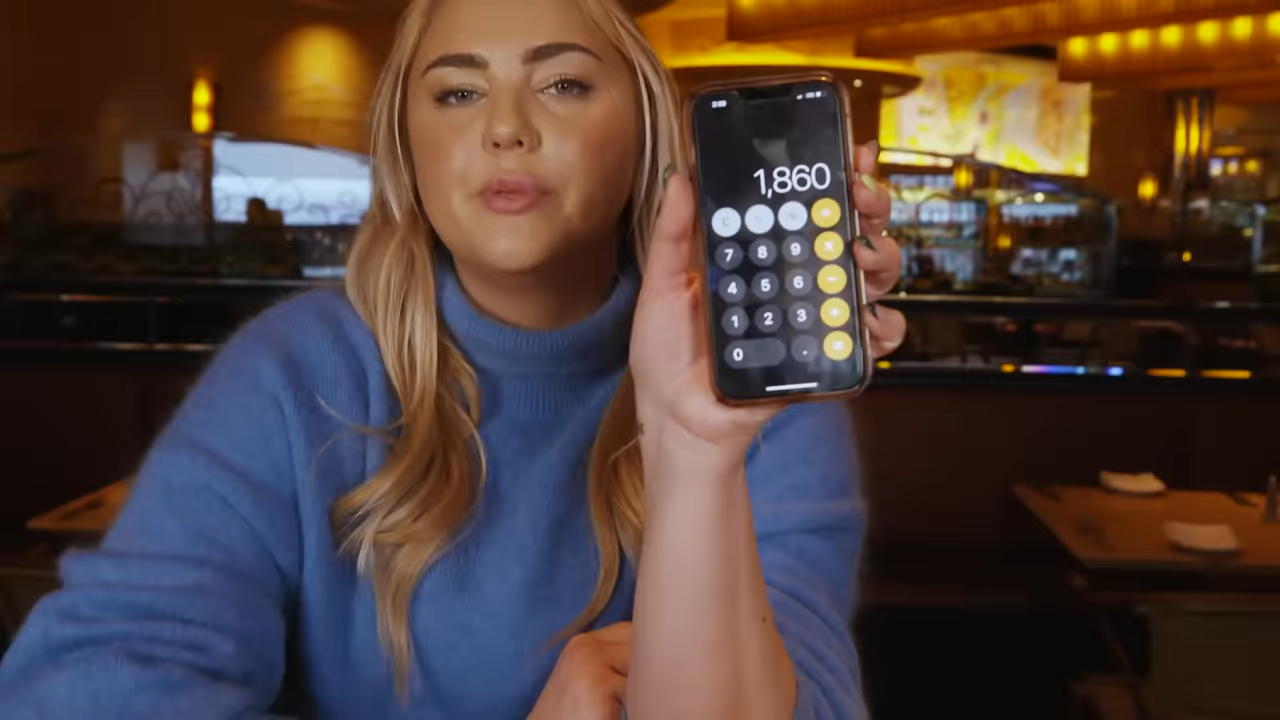 1,860
7 8 9 ×
4 5 6 −
1 2 3 +
0 . =